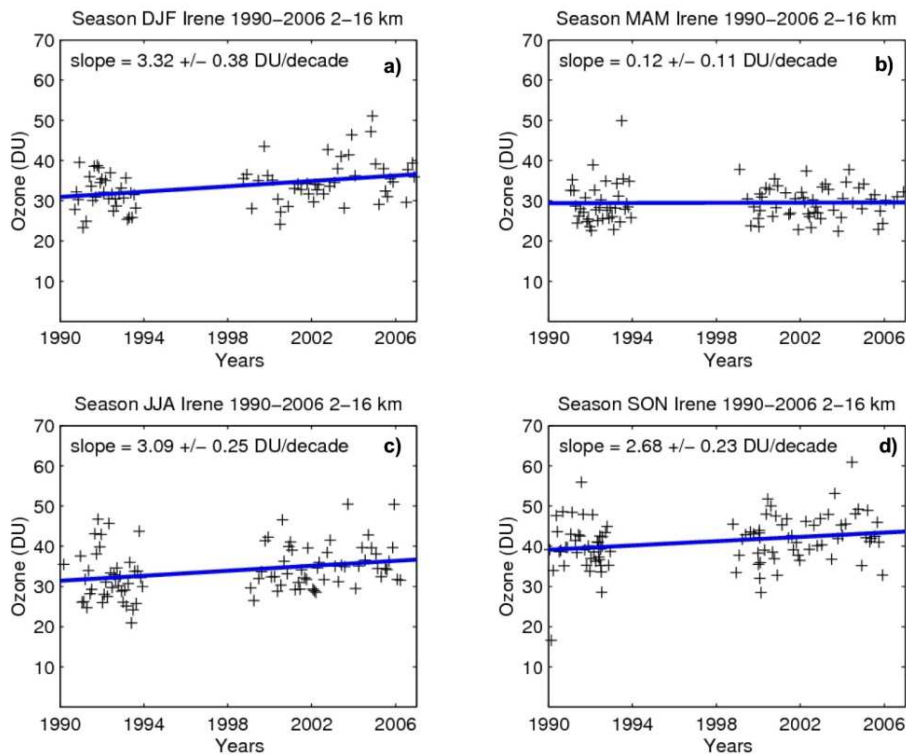 Season DJF Irene 1990−2006 2−16 km
slope = 3.32 +/− 0.38 DU/decade
a)
70
60
50
40
30
20
10
Ozone (DU)
1990 1994 1998 2002 2006
Years
Season MAM Irene 1990−2006 2−16 km
slope = 0.12 +/− 0.11 DU/decade
b)
70
60
50
40
30
20
10
Ozone (DU)
1990 1994 1998 2002 2006
Years
Season JJA Irene 1990−2006 2−16 km
slope = 3.09 +/− 0.25 DU/decade
c)
70
60
50
40
30
20
10
Ozone (DU)
1990 1994 1998 2002 2006
Years
Season SON Irene 1990−2006 2−16 km
slope = 2.68 +/− 0.23 DU/decade
d)
70
60
50
40
30
20
10
Ozone (DU)
1990 1994 1998 2002 2006
Years